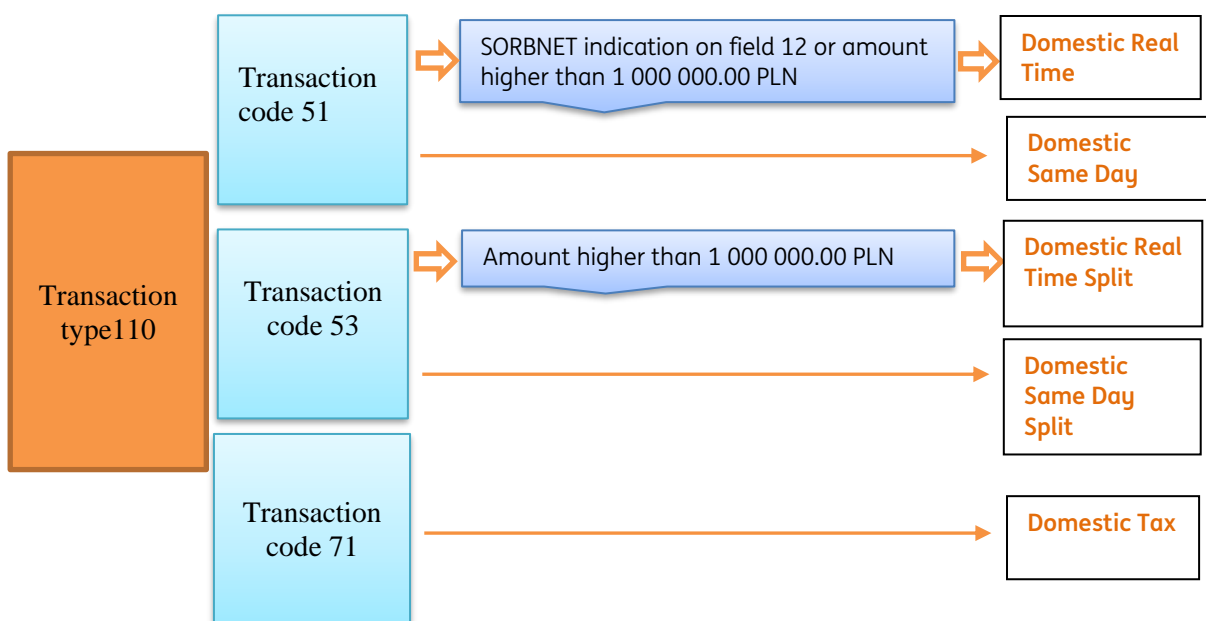 Transaction
type110
Transaction
code 51
SORBNET indication on field 12 or amount
higher than 1 000 000.00 PLN
Domestic Real
Time
Domestic
Same Day
Transaction
code 53
Amount higher than 1 000 000.00 PLN
Domestic Real
Time Split
Domestic
Same Day
Split
Transaction
code 71
Domestic Tax